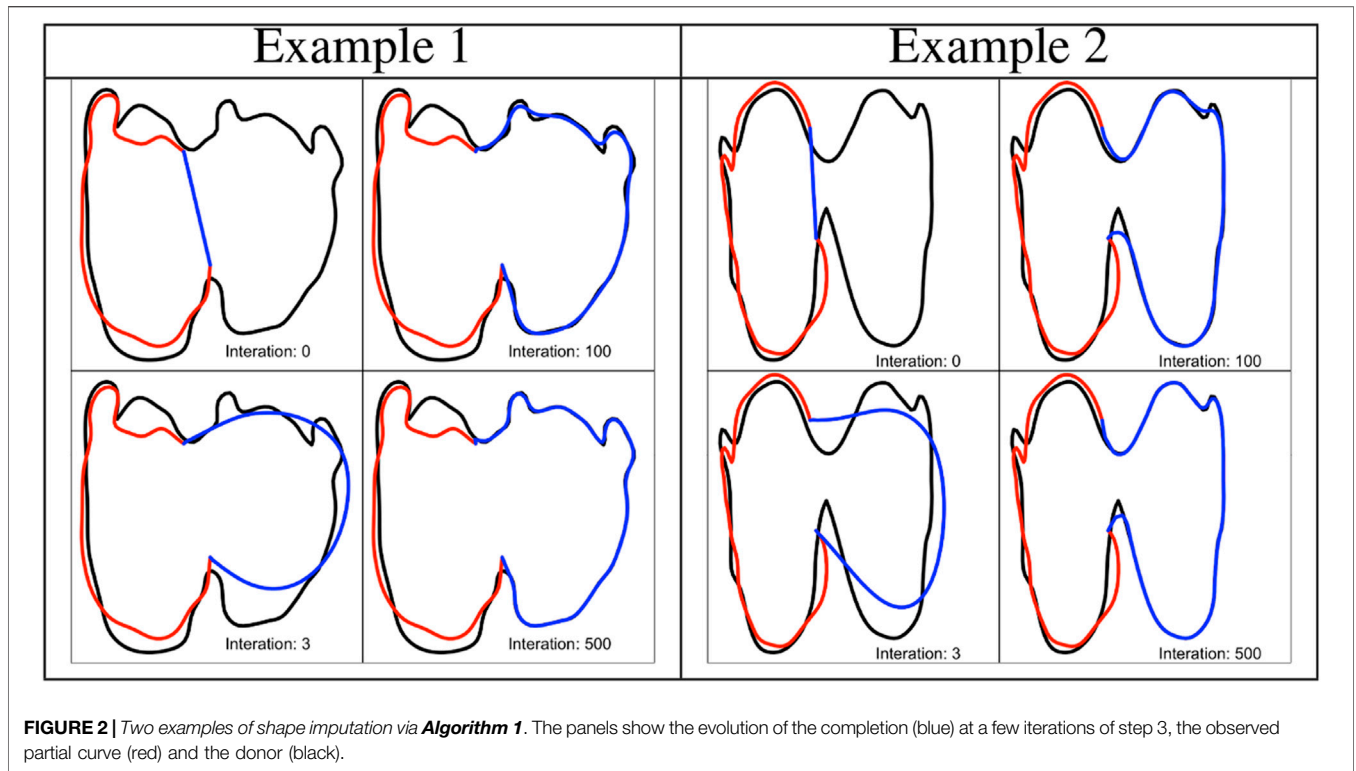 Example 1
Example 2
Interation: 0
Interation: 100
Interation: 0
Interation: 100
Interation: 3
Interation: 500
Interation: 3
Interation: 500
FIGURE 2 | Two examples of shape imputation via Algorithm 1. The panels show the evolution of the completion (blue) at a few iterations of step 3, the observed
partial curve (red) and the donor (black).